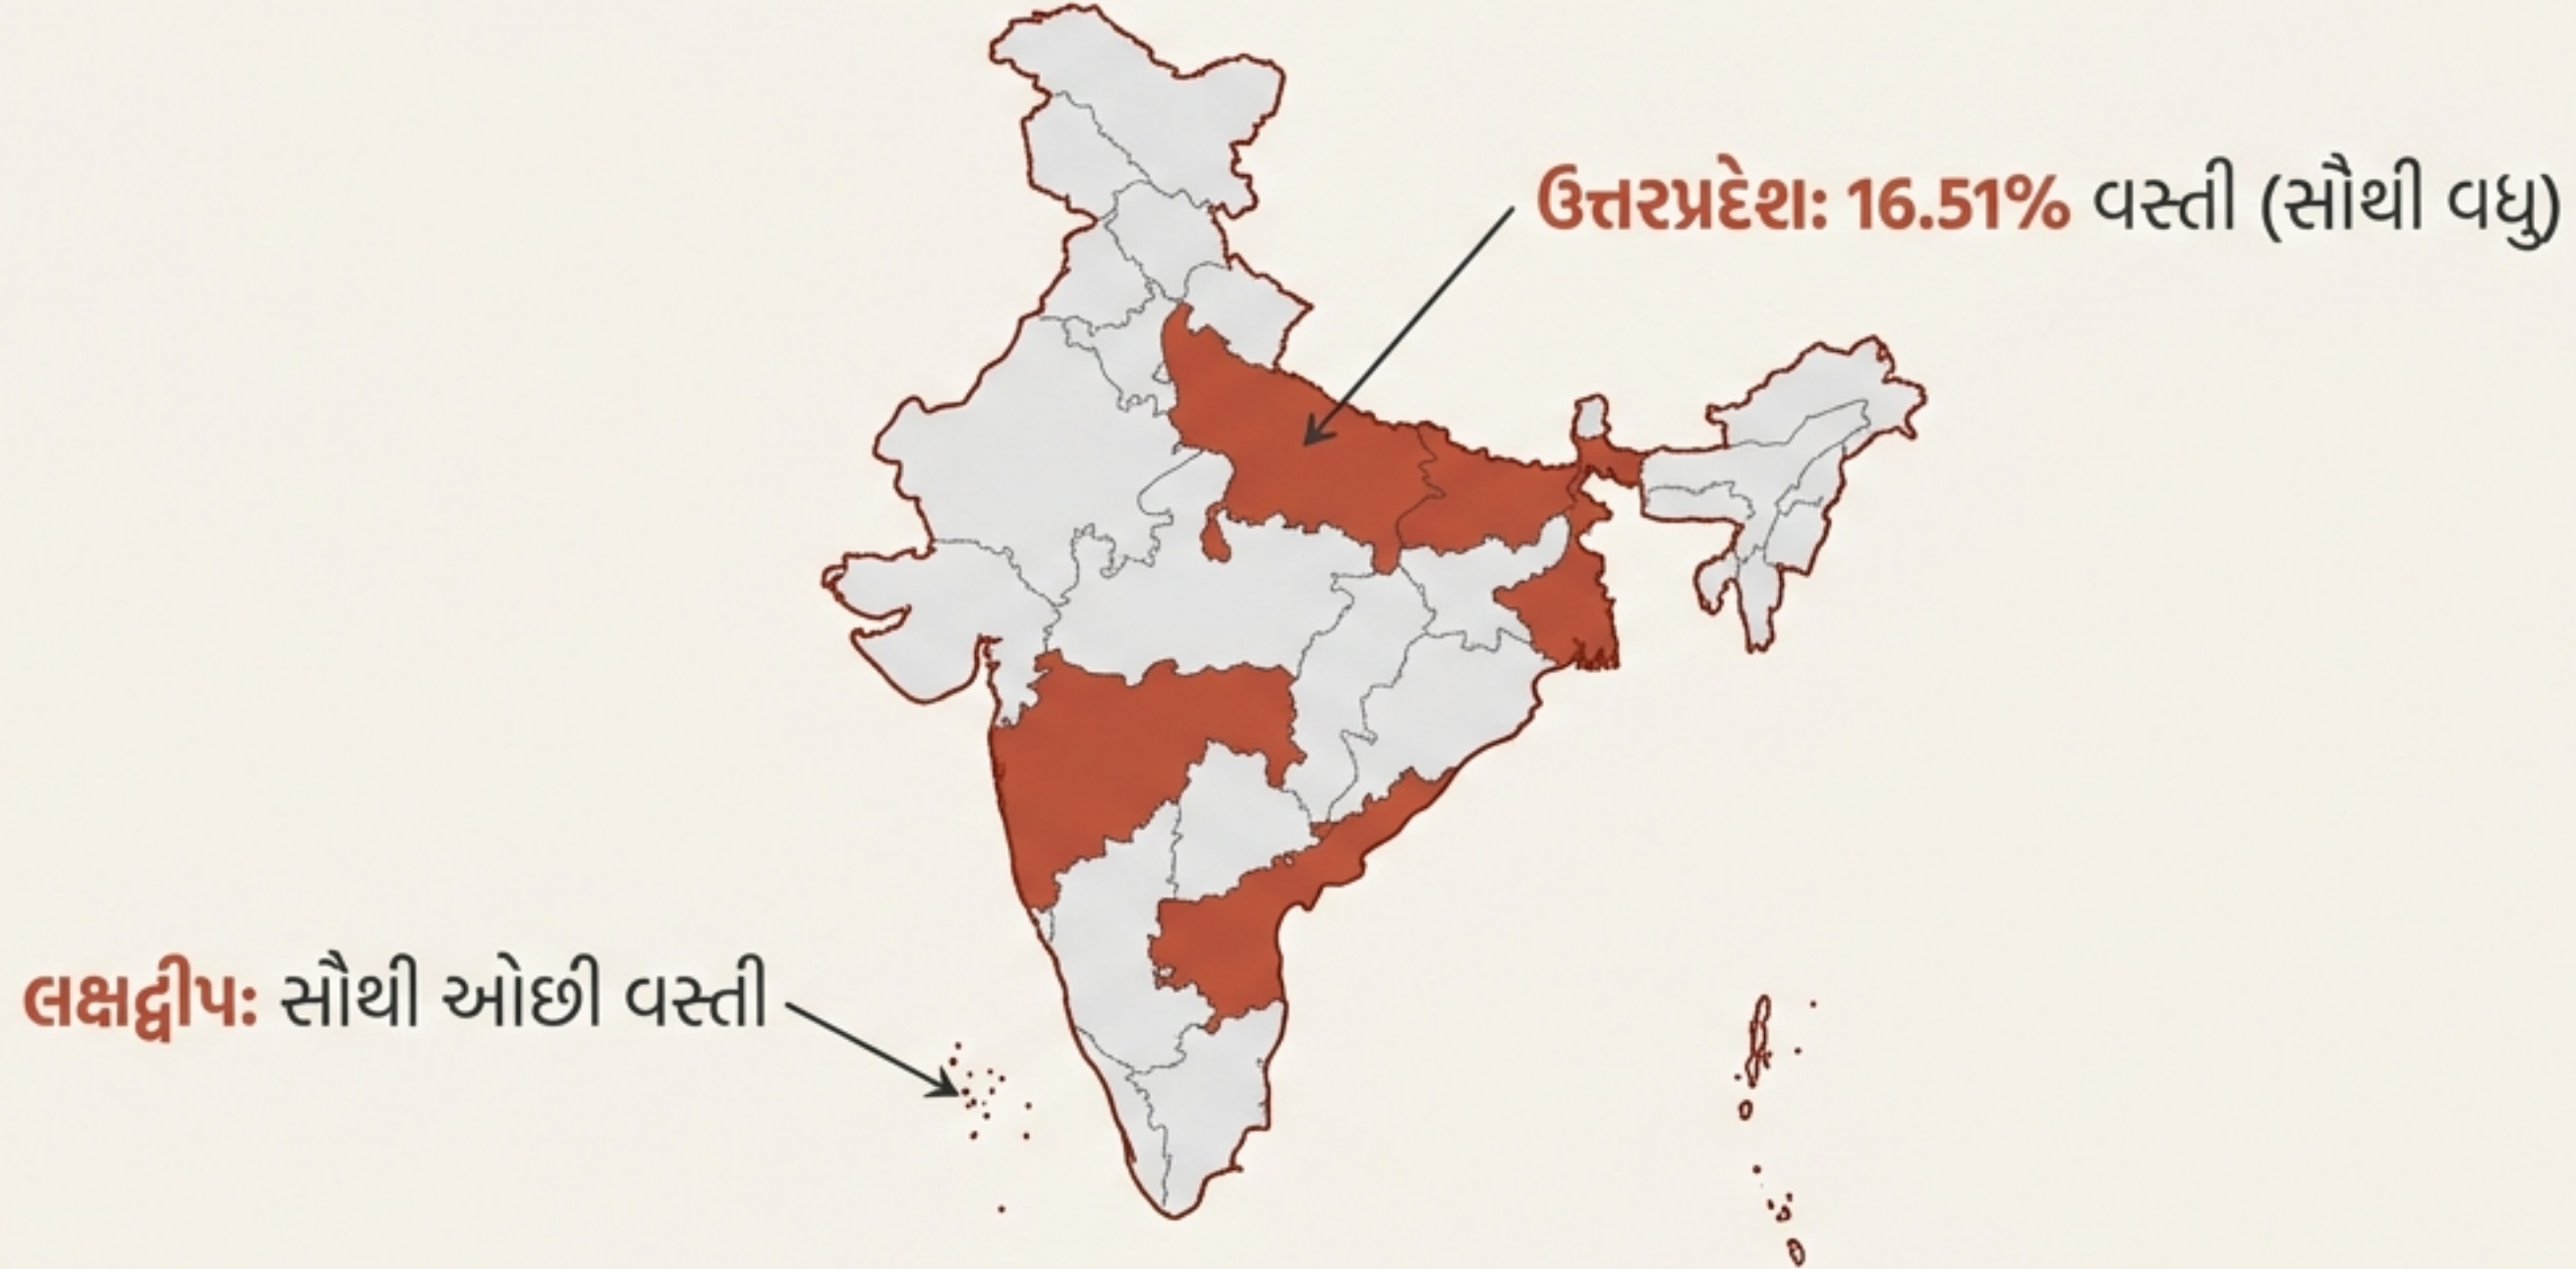 ઉત્તરપ્રદેશ: 16.51% વસ્તી (સૌથી વધુ)
લક્ષદ્વીપ: સૌથી ઓછી વસ્તી